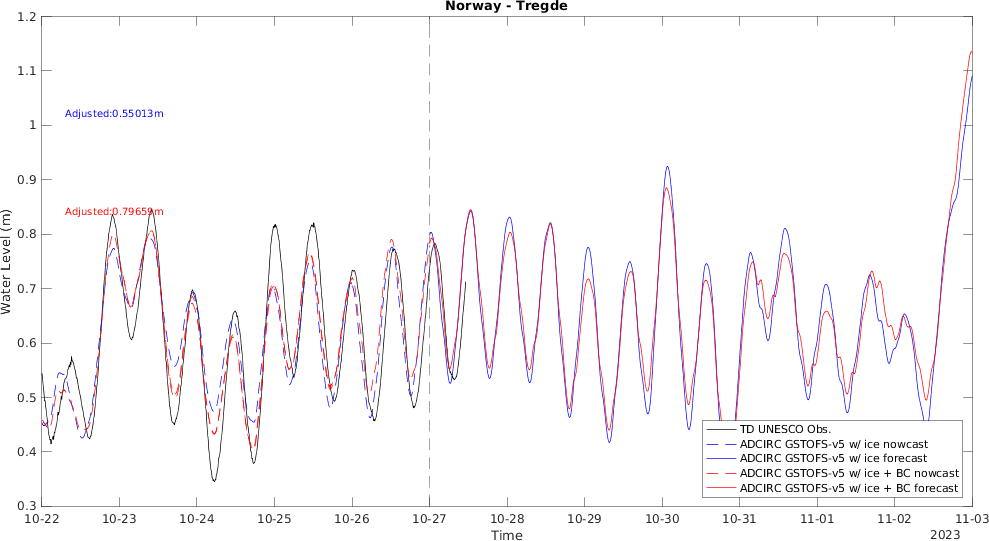 Norway - Tregde
1.2
1.1
1
0.9
0.8
0.7
0.6
0.5
0.4
0.3
Water Level (m)
Adjusted:0.55013m
Adjusted:0.79659m
TD UNESCO Obs.
ADCIRC GSTOFS-v5 w/ ice nowcast
ADCIRC GSTOFS-v5 w/ ice forecast
ADCIRC GSTOFS-v5 w/ ice + BC nowcast
ADCIRC GSTOFS-v5 w/ ice + BC forecast
10-22 10-23 10-24 10-25 10-26 10-27 10-28 10-29 10-30 10-31 11-01 11-02 11-03
Time
2023